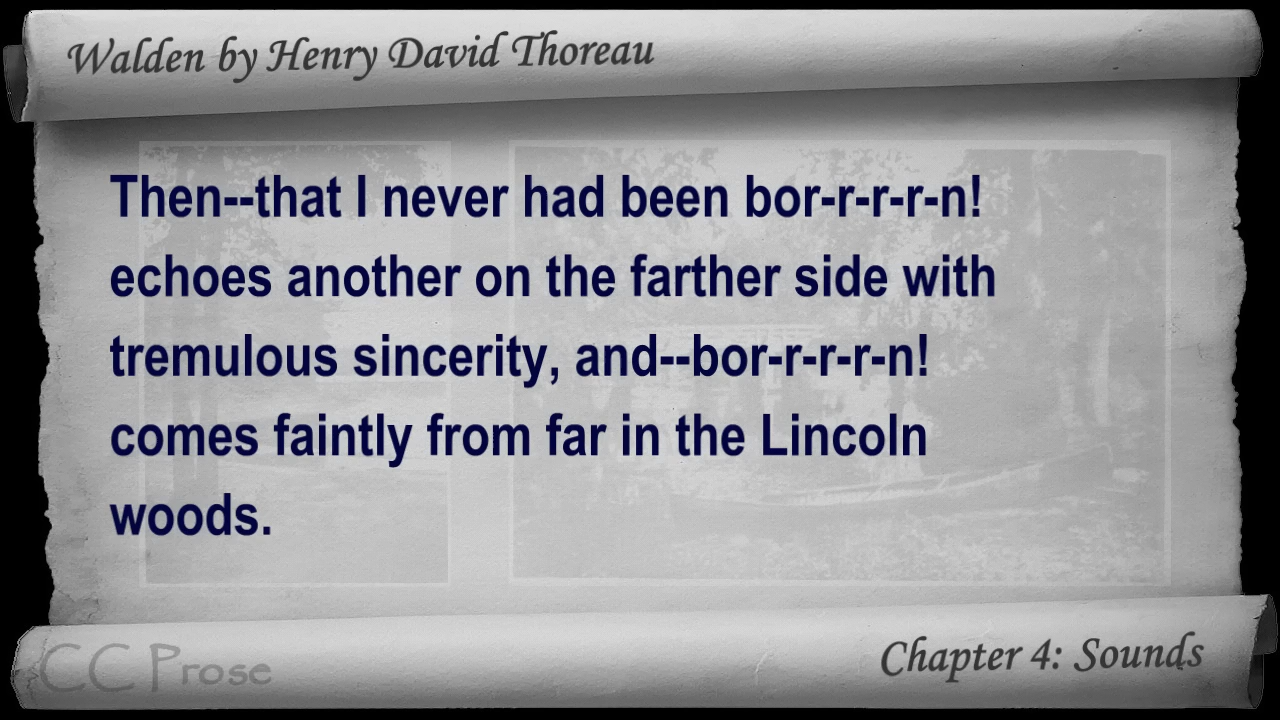 Walden by Henry David Thoreau
Then--that I never had been bor-r-r-r-n!
echoes another on the farther side with
tremulous sincerity, and--bor-r-r-r-n!
comes faintly from far in the Lincoln
woods.
CC Prose
Chapter 4: Sounds